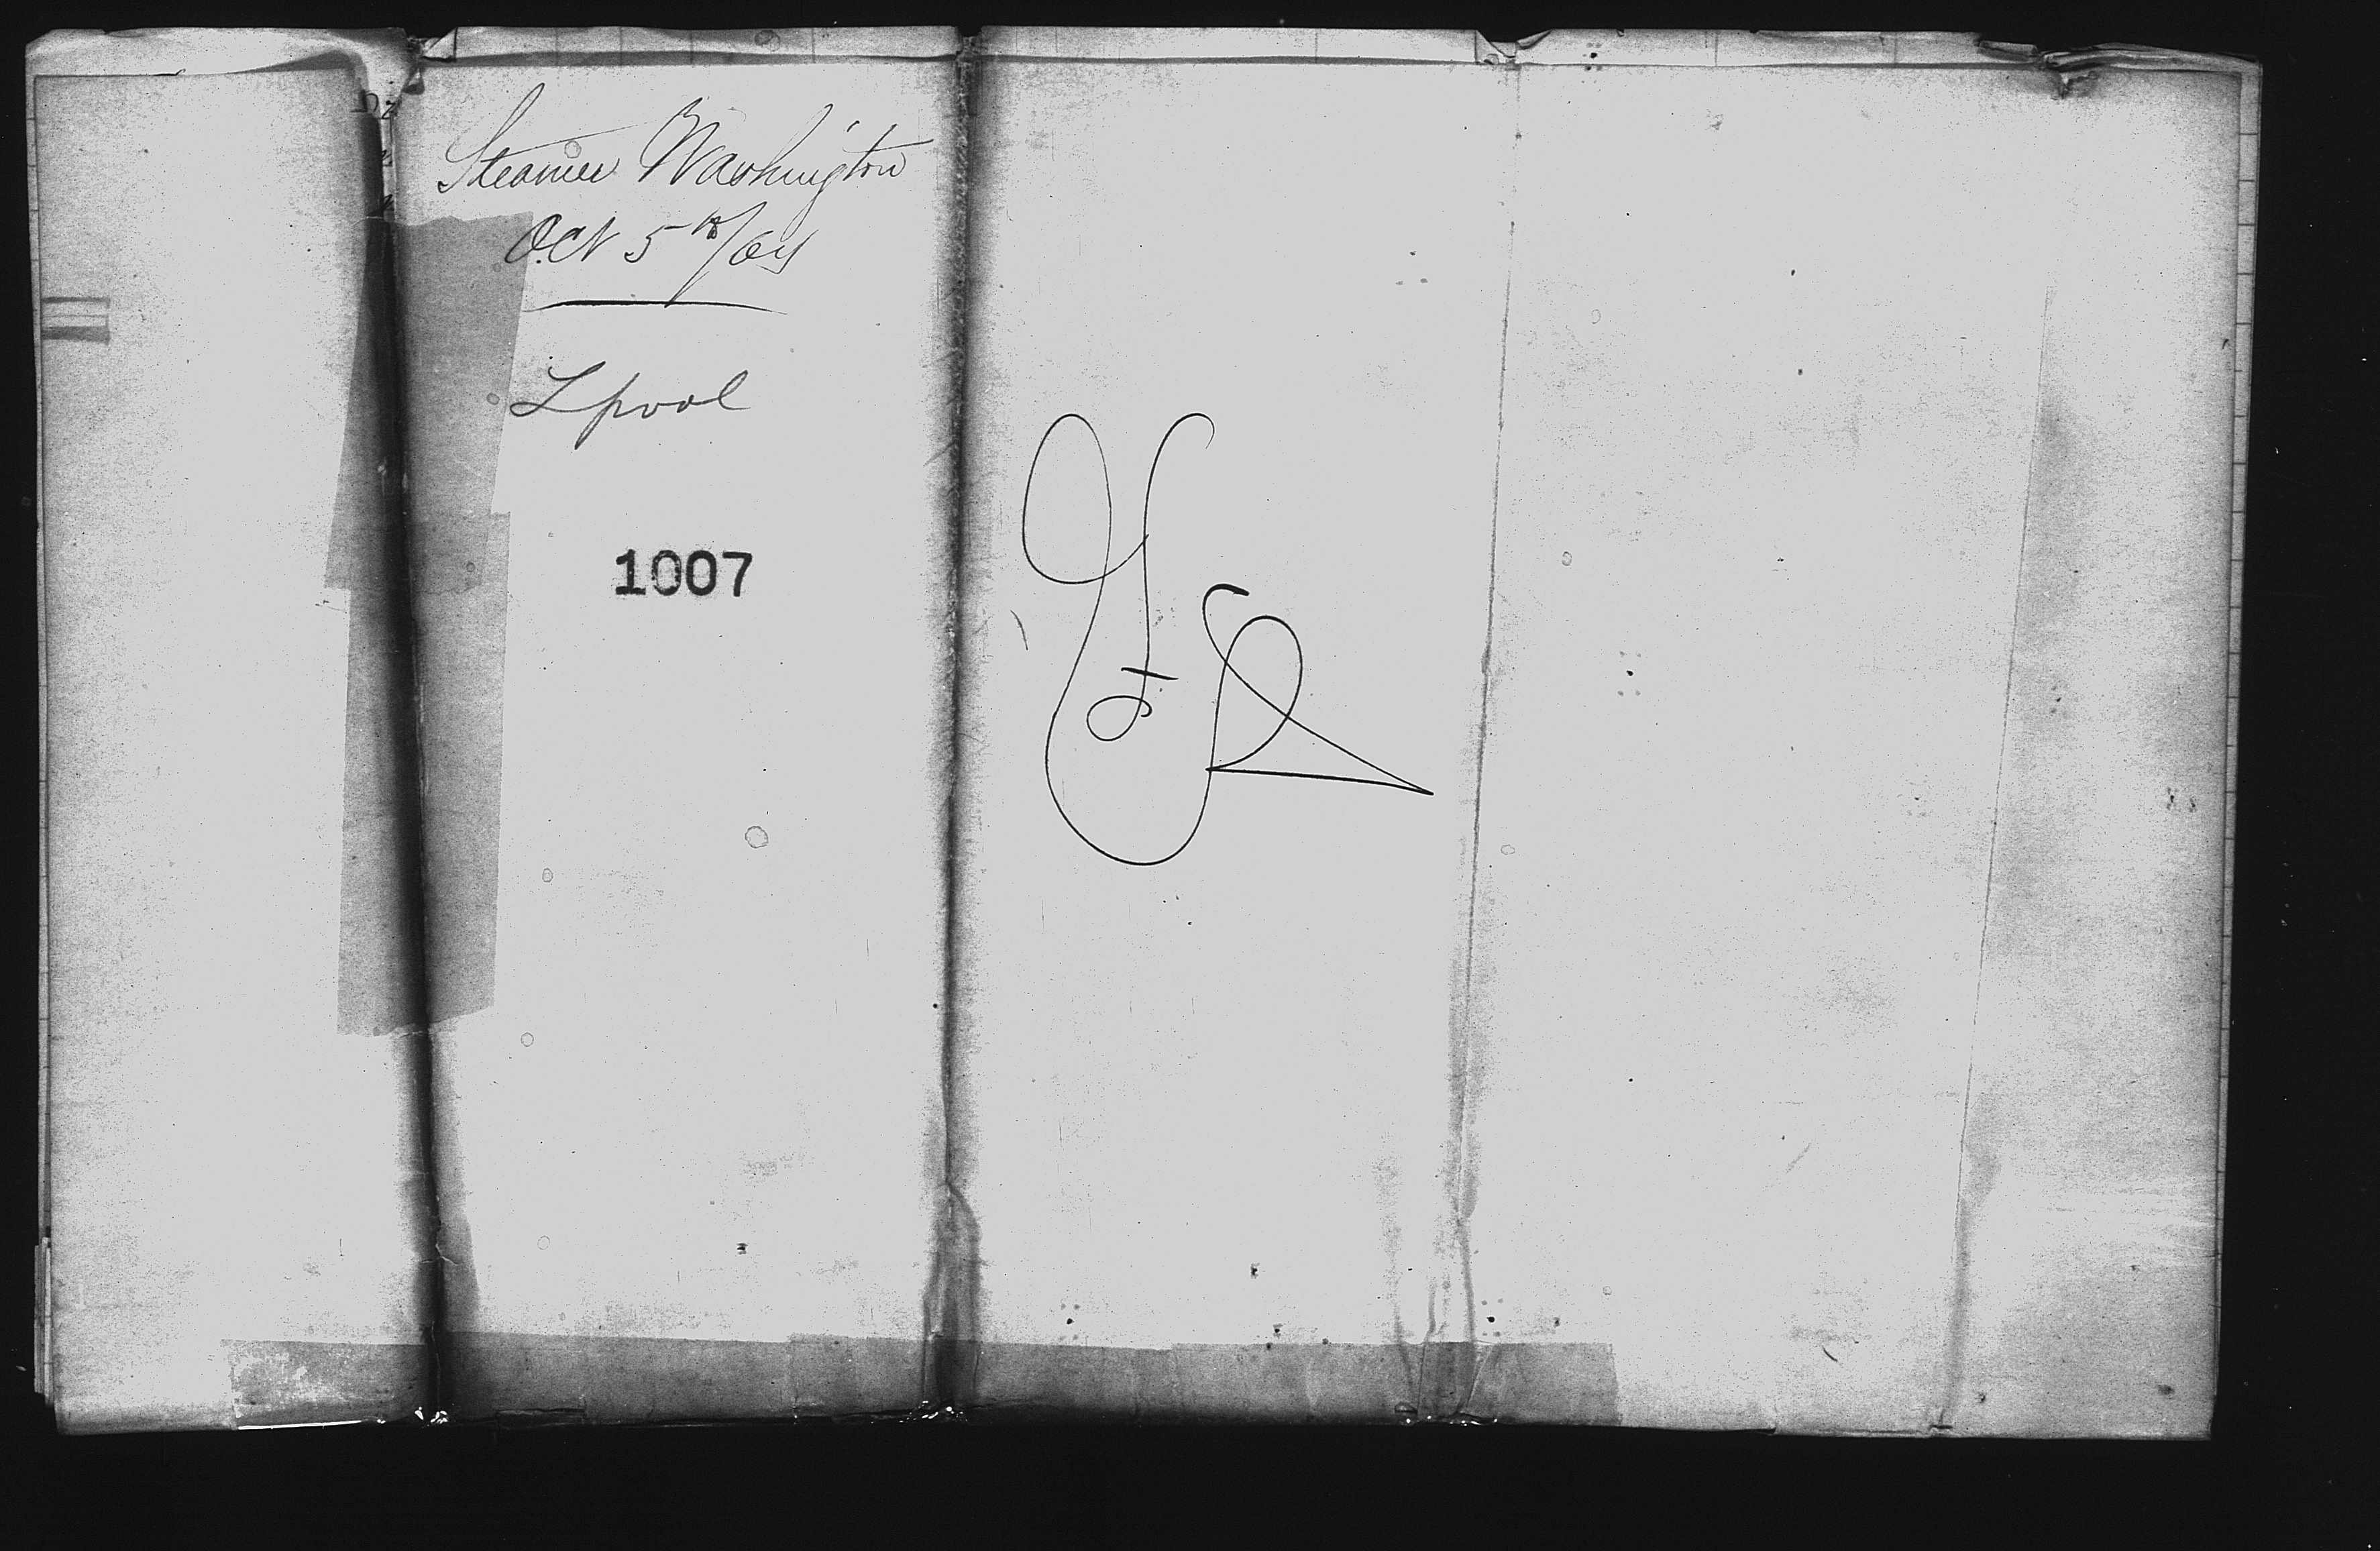 Steamer Washington
Oct 5th/64
Lpool
1007